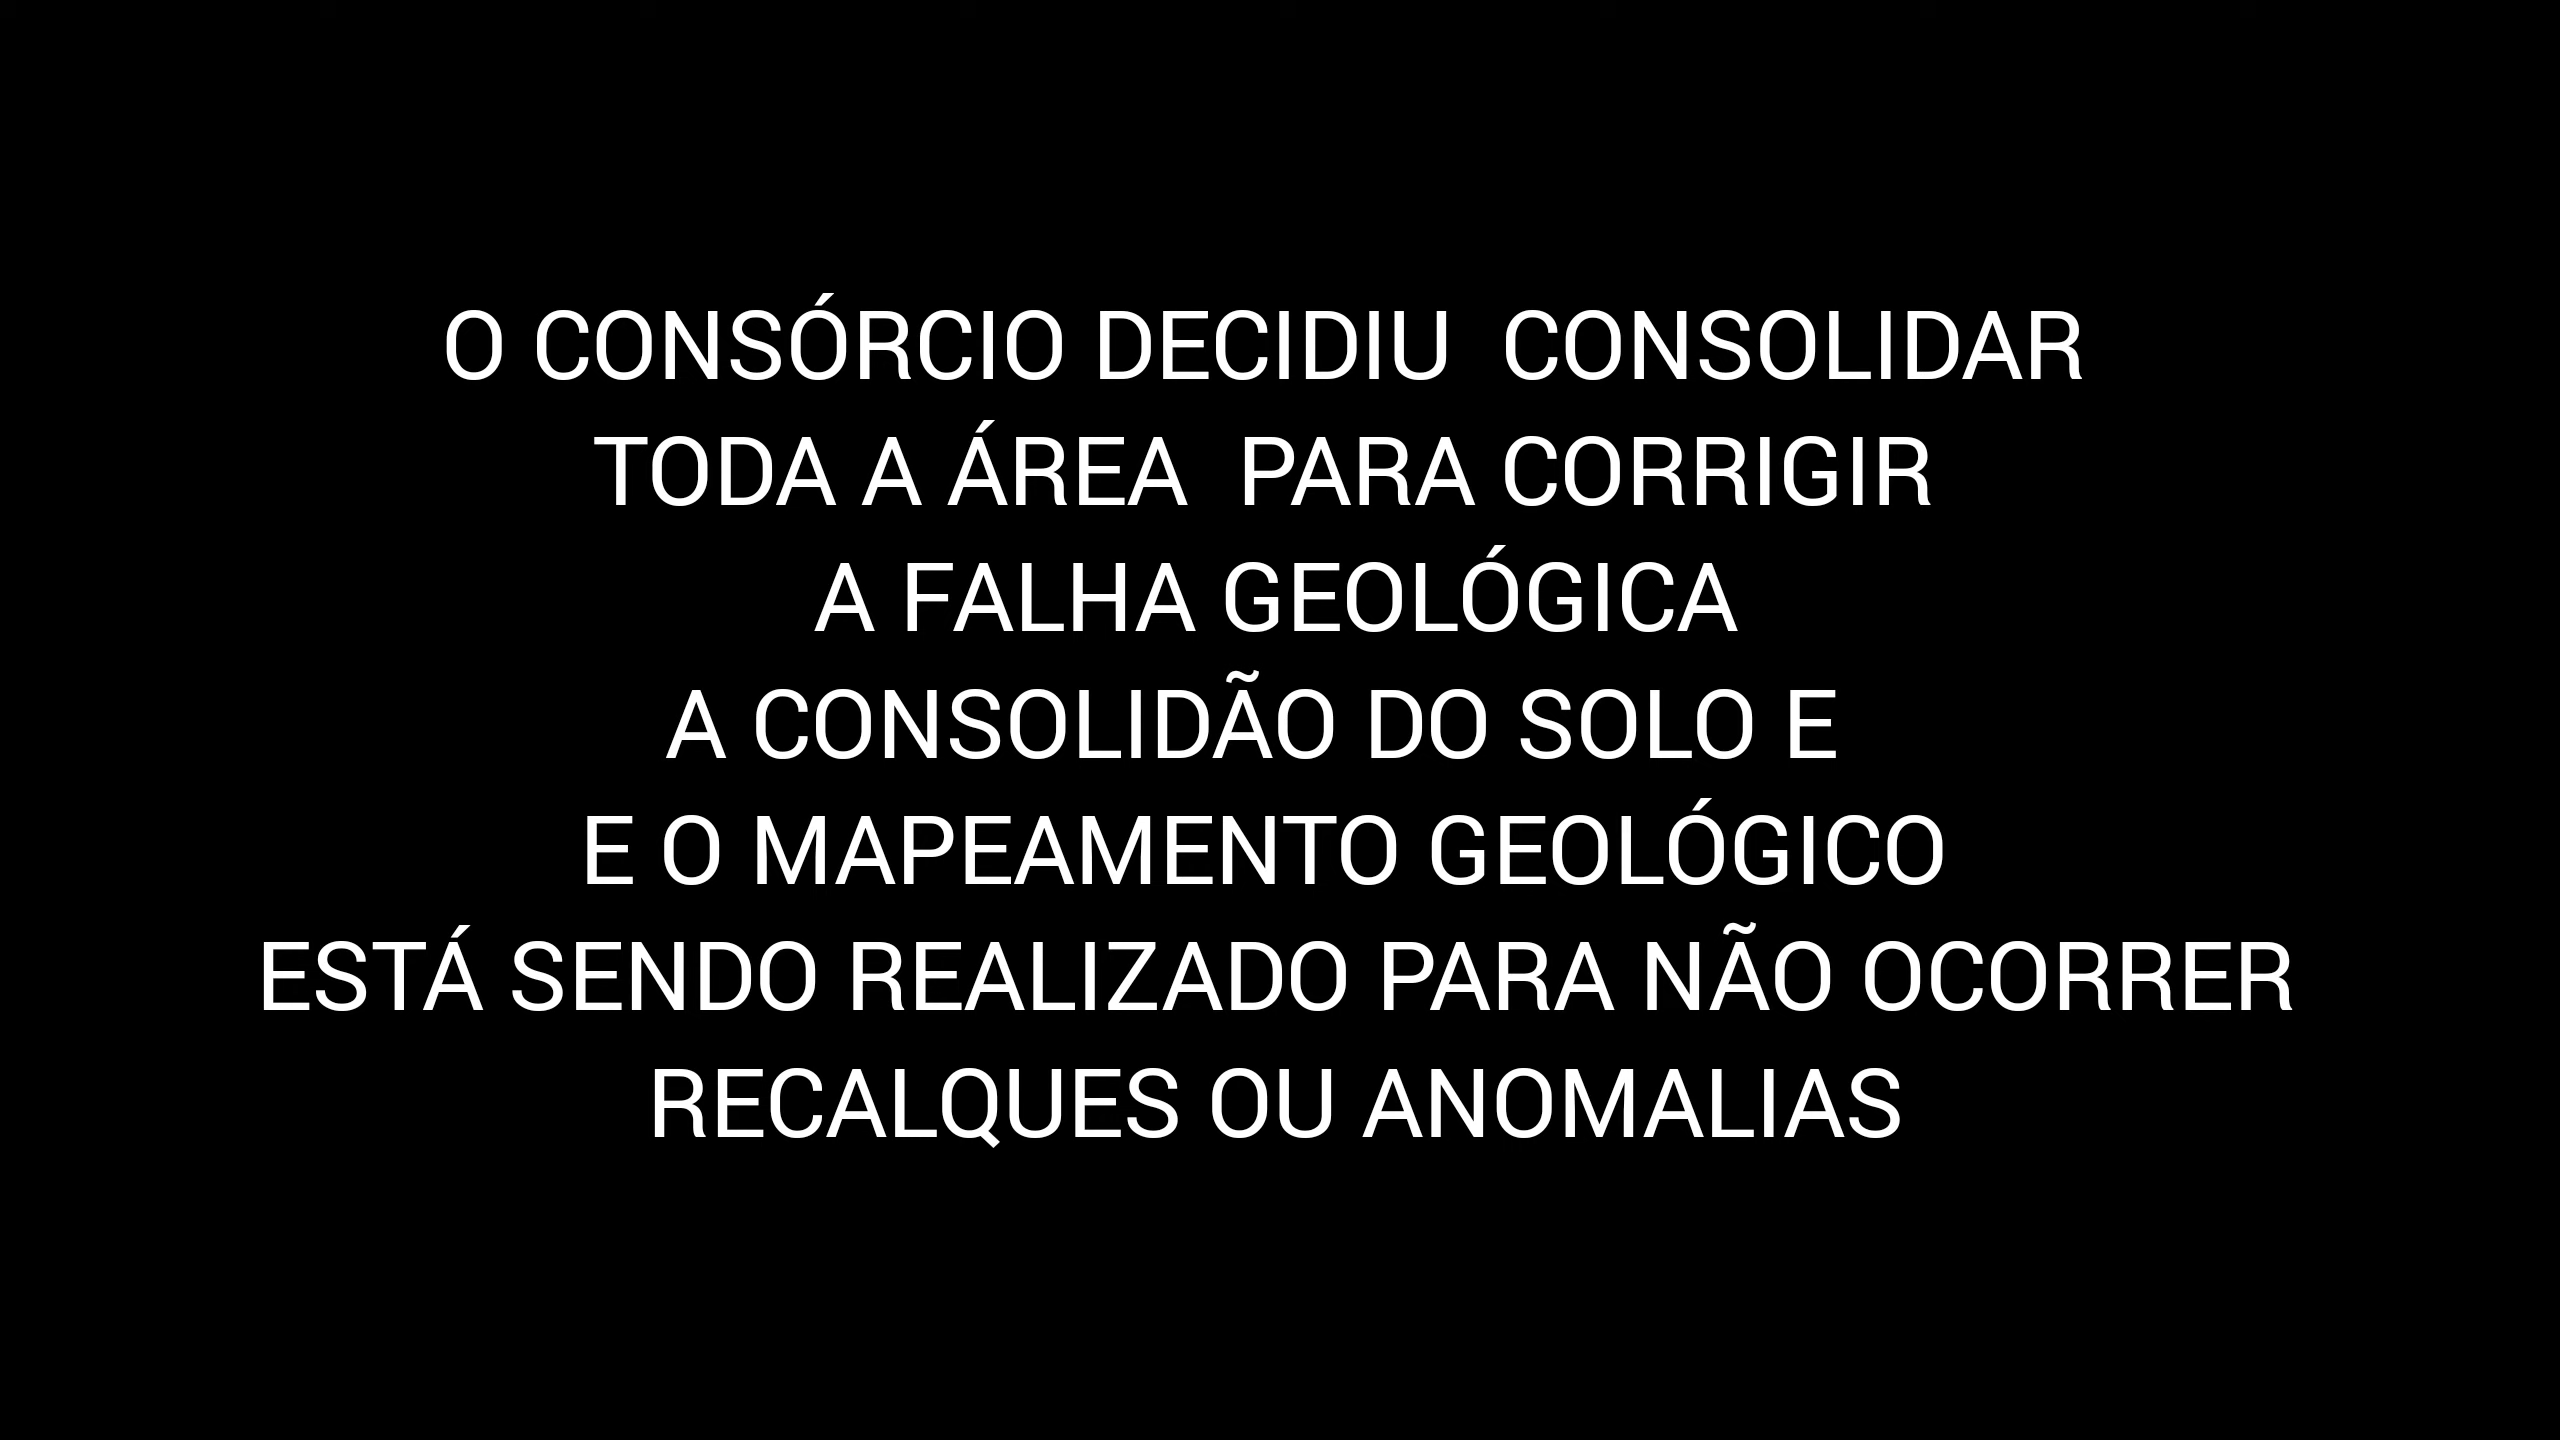 O CONSÓRCIO DECIDIU  CONSOLIDAR
TODA A ÁREA  PARA CORRIGIR
A FALHA GEOLÓGICA
A CONSOLIDÃO DO SOLO E
E O MAPEAMENTO GEOLÓGICO
ESTÁ SENDO REALIZADO PARA NÃO OCORRER
RECALQUES OU ANOMALIAS